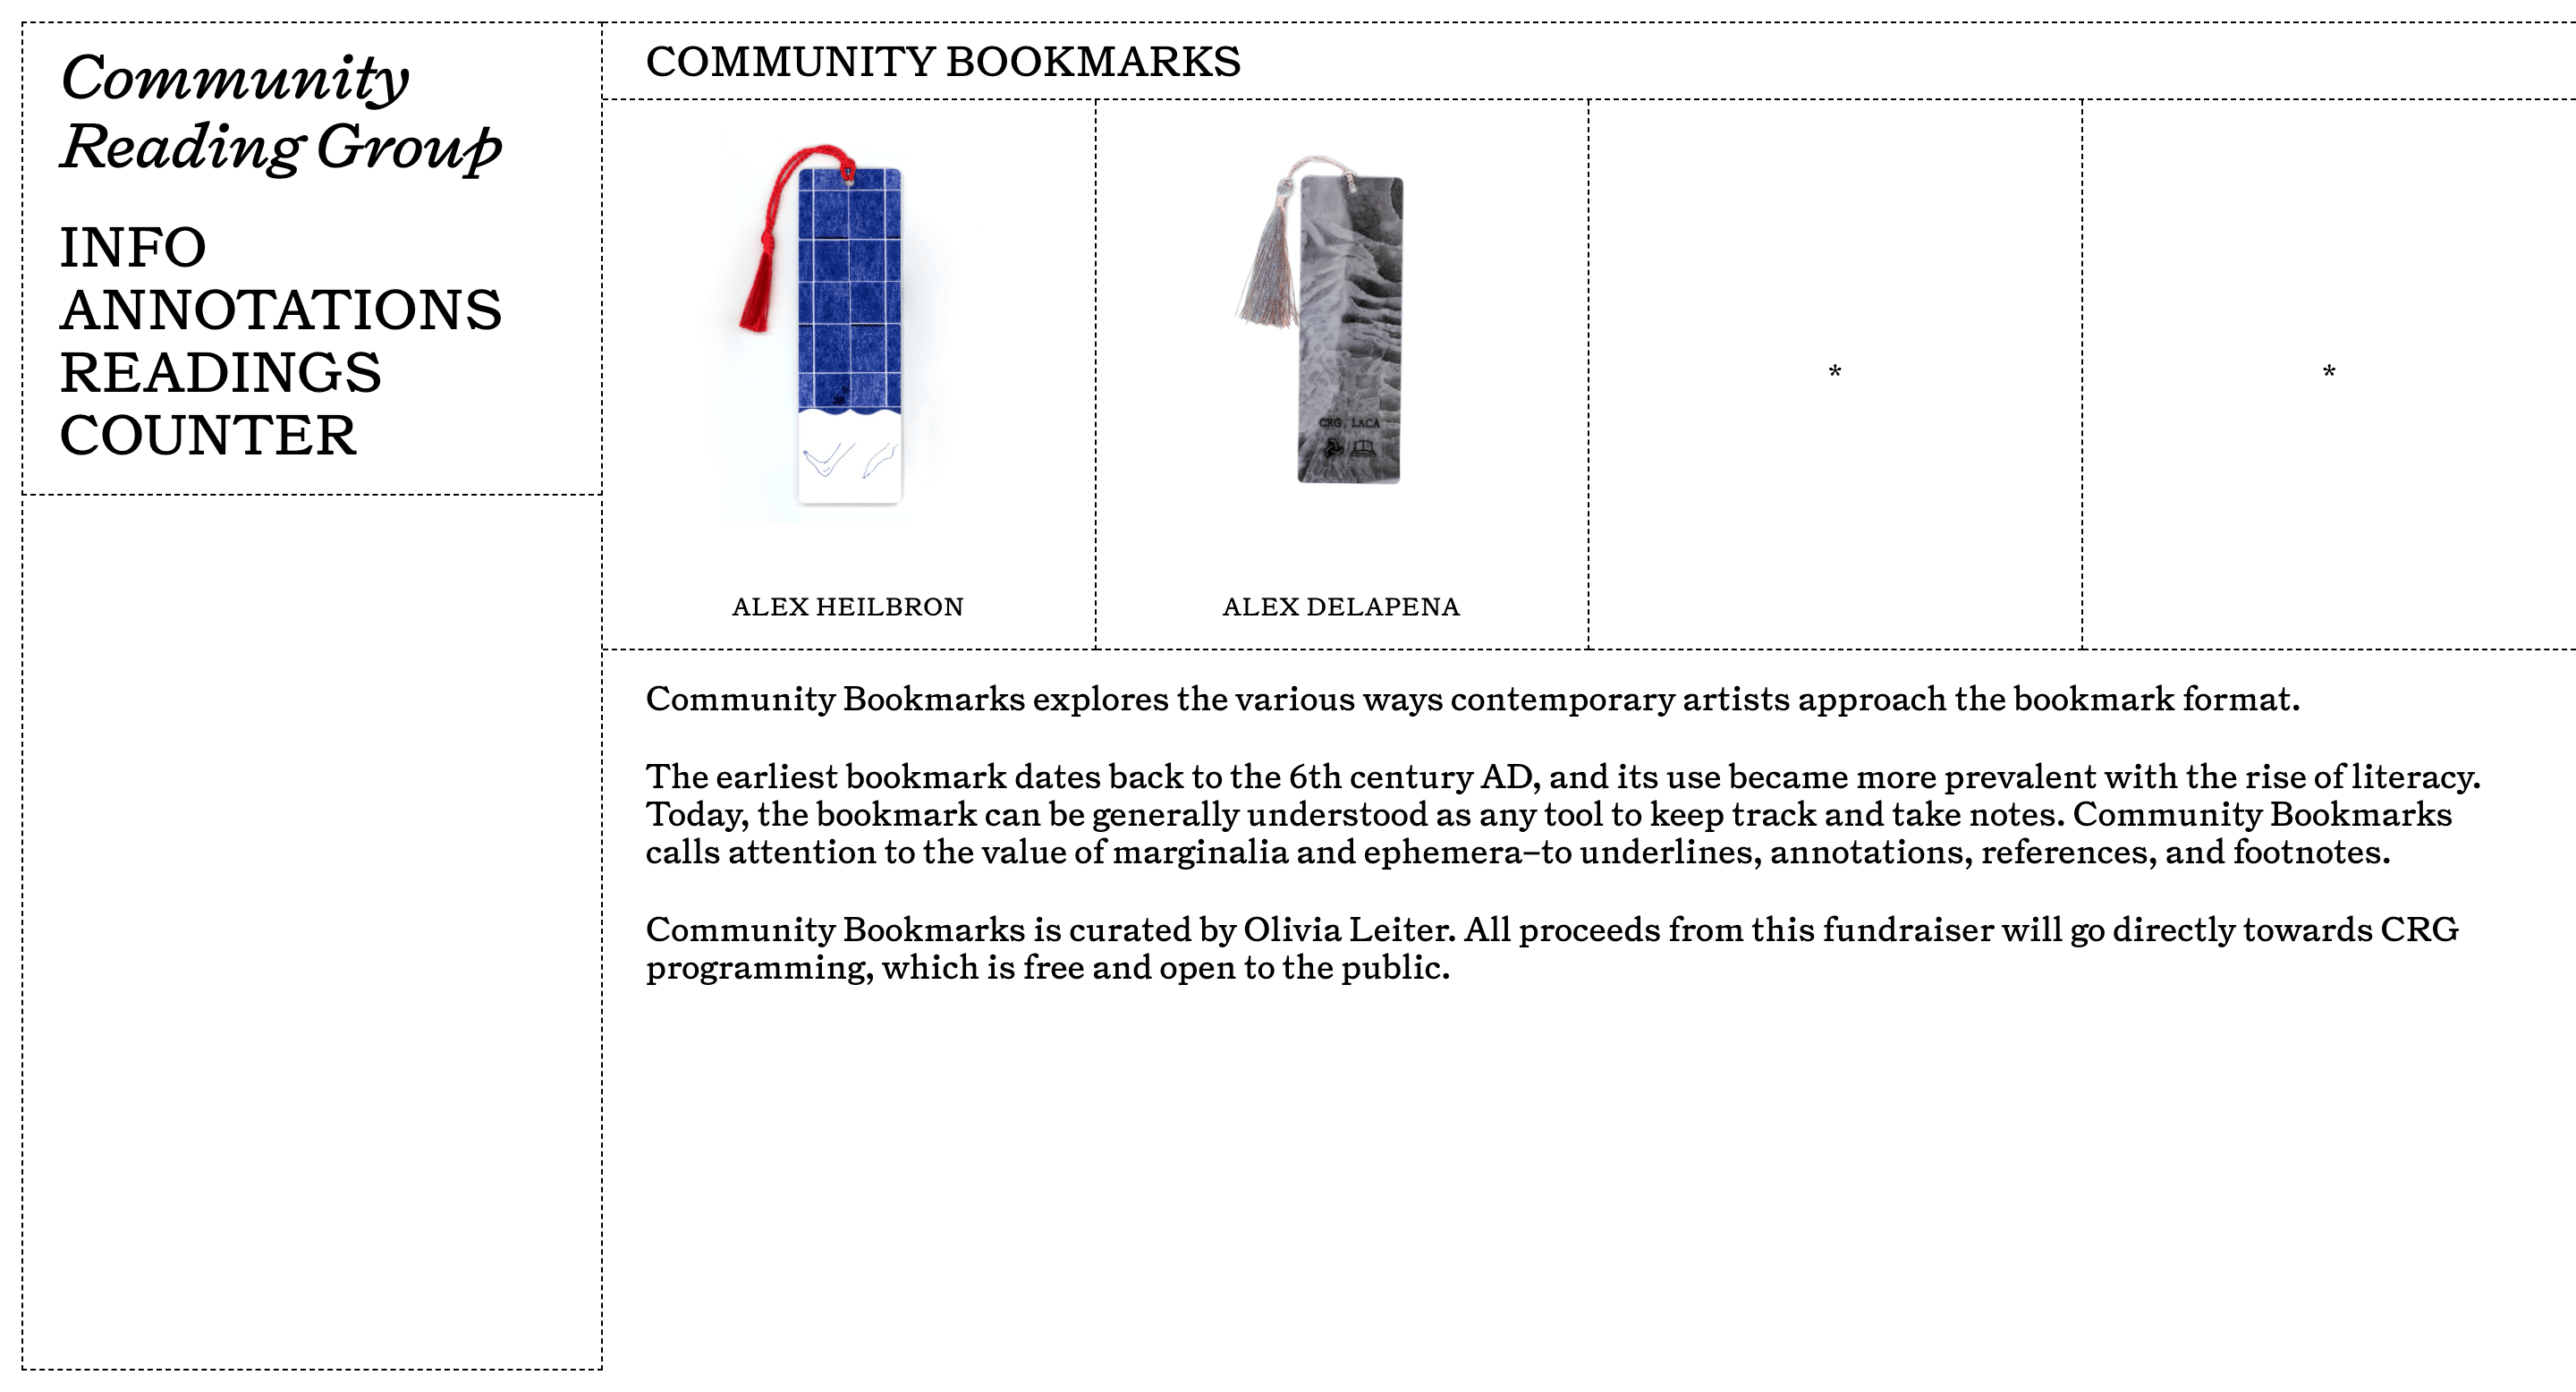 Community
Reading Group
INFO
ANNOTATIONS
READINGS
COUNTER
COMMUNITY BOOKMARKS
CRG, LACA
ALEX HEILBRON
ALEX DELAPENA
*
*
Community Bookmarks explores the various ways contemporary artists approach the bookmark format.
The earliest bookmark dates back to the 6th century AD, and its use became more prevalent with the rise of literacy.
Today, the bookmark can be generally understood as any tool to keep track and take notes. Community Bookmarks
calls attention to the value of marginalia and ephemera–to underlines, annotations, references, and footnotes.
Community Bookmarks is curated by Olivia Leiter. All proceeds from this fundraiser will go directly towards CRG
programming, which is free and open to the public.